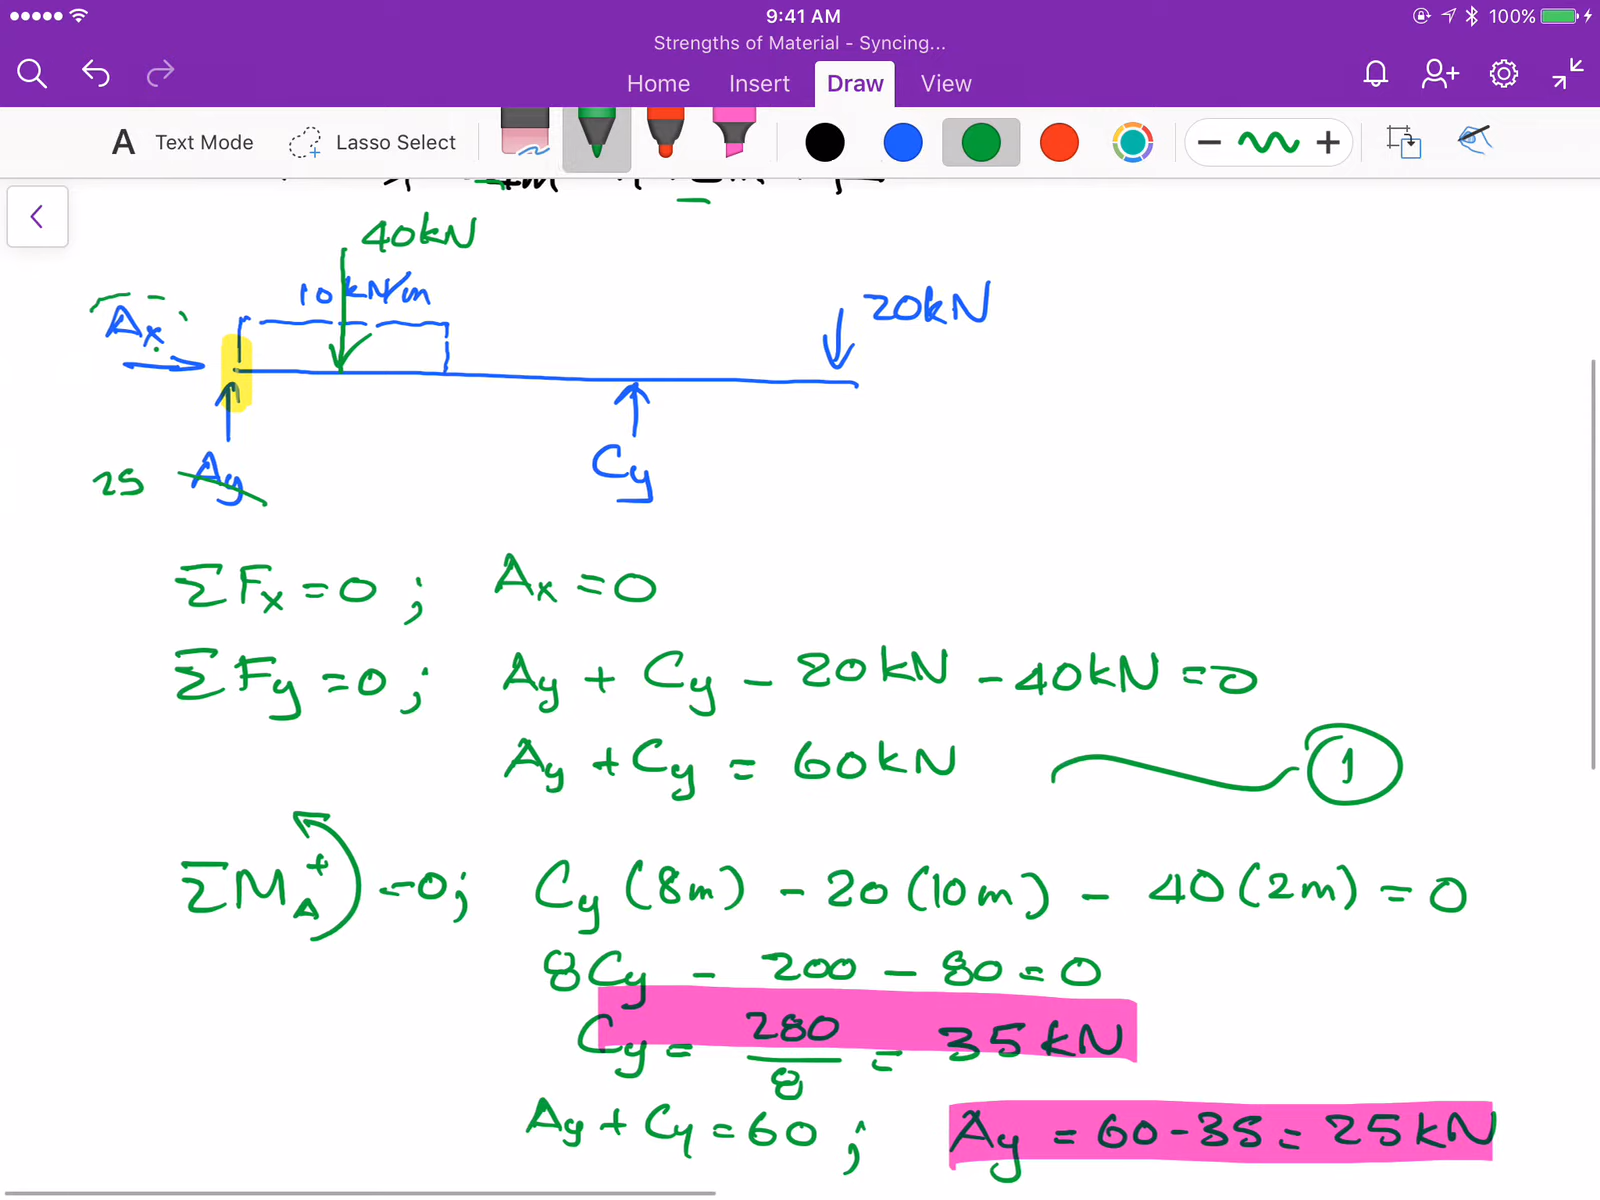 9:41 AM
100%
Strengths of Material - Syncing...
Home Insert Draw View
A Text Mode Lasso Select
40kN
10kN/m
20kN
Ax
25 Ay
Cy
ΣFx = 0 ; Ax = 0
ΣFy = 0 ; Ay + Cy - 20kN - 40kN = 0
Ay + Cy = 60kN 1
ΣMA + = 0; Cy (8m) - 20 (10m) - 40 (2m) = 0
8Cy - 200 - 80 = 0
Cy = 280/8 = 35kN
Ay + Cy = 60 ; Ay = 60 - 35 = 25kN